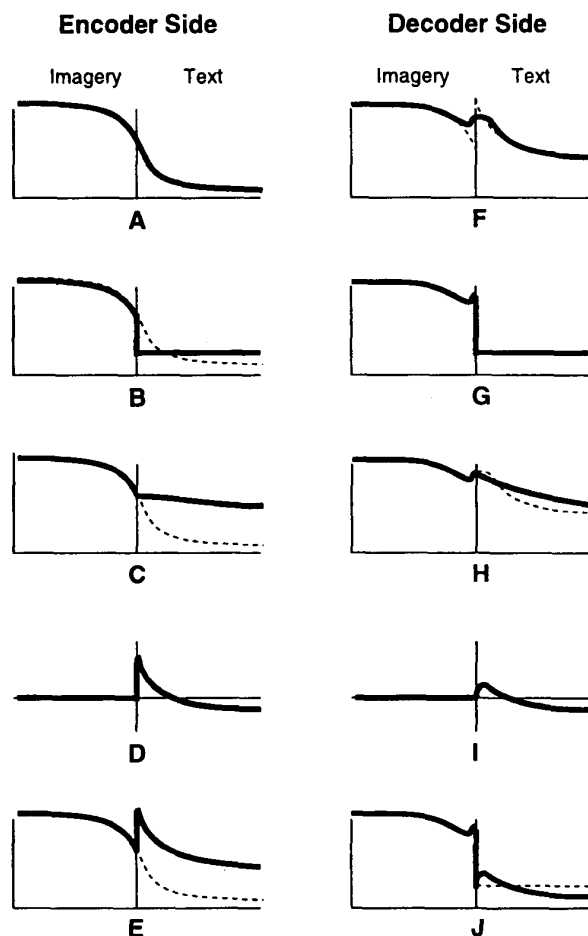 Encoder Side Decoder Side
Imagery Text Imagery Text
A F
B G
C H
D I
E J